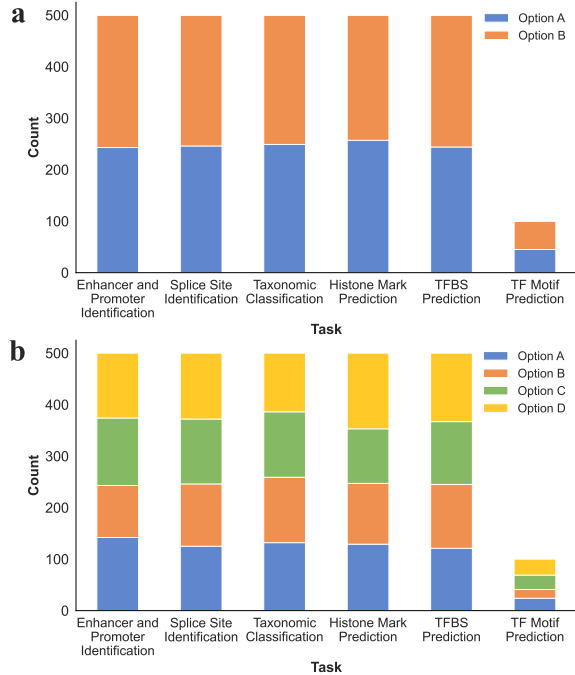 a
500
400
300
200
100
0
Count
Option A
Option B
Enhancer and
Promoter
Identification
Splice Site
Identification
Taxonomic
Classification
Histone Mark
Prediction
TFBS
Prediction
TF Motif
Prediction
Task
b
500
400
300
200
100
0
Count
Option A
Option B
Option C
Option D
Enhancer and
Promoter
Identification
Splice Site
Identification
Taxonomic
Classification
Histone Mark
Prediction
TFBS
Prediction
TF Motif
Prediction
Task